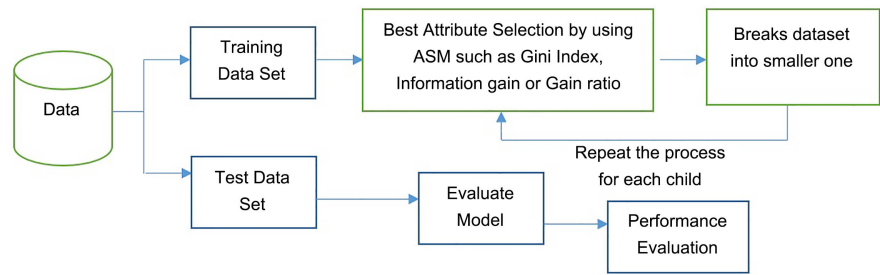 Data
Training
Data Set
Best Attribute Selection by using
ASM such as Gini Index,
Information gain or Gain ratio
Breaks dataset
into smaller one
Repeat the process
for each child
Test Data
Set
Evaluate
Model
Performance
Evaluation